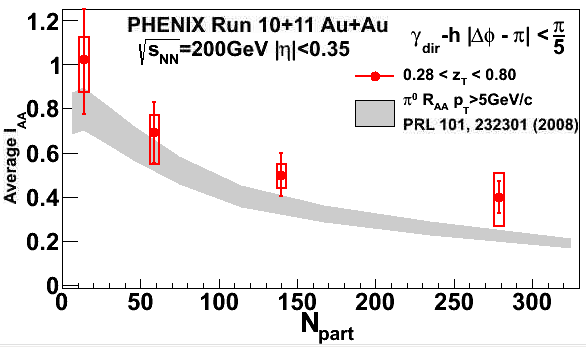 PHENIX Run 10+11 Au+Au
√sNN=200GeV |η|<0.35
γdir-h |Δϕ - π| < π/5
0.28 < zT < 0.80
π0 RAA pT>5GeV/c
PRL 101, 232301 (2008)
Average IAA
1.2
1
0.8
0.6
0.4
0.2
0
0 50 100 150 200 250 300
Npart